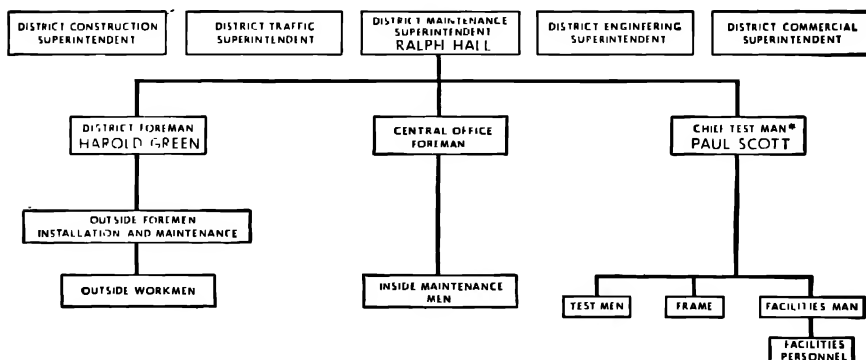 DISTRICT CONSTRUCTION
SUPERINTENDENT
DISTRICT TRAFFIC
SUPERINTENDENT
DISTRICT MAINTENANCE
SUPERINTENDENT
RALPH HALL
DISTRICT ENGINEERING
SUPERINTENDENT
DISTRICT COMMERCIAL
SUPERINTENDENT
DISTRICT FOREMAN
HAROLD GREEN
CENTRAL OFFICE
FOREMAN
CHIEF TEST MAN*
PAUL SCOTT
OUTSIDE FOREMEN
INSTALLATION AND MAINTENANCE
OUTSIDE WORKMEN
INSIDE MAINTENANCE
MEN
TEST MEN
FRAME
FACILITIES MAN
FACILITIES
PERSONNEL